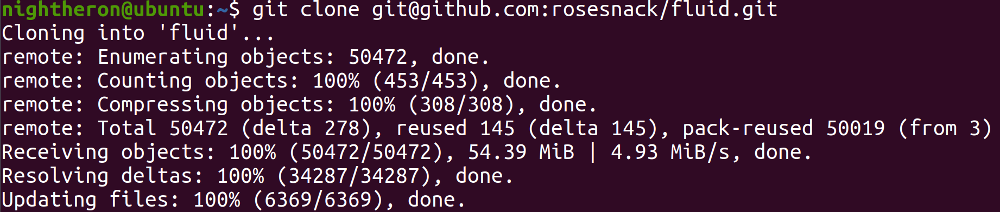 nightheron@ubuntu:~$ git clone git@github.com:rosesnack/fluid.git
Cloning into 'fluid'...
remote: Enumerating objects: 50472, done.
remote: Counting objects: 100% (453/453), done.
remote: Compressing objects: 100% (308/308), done.
remote: Total 50472 (delta 278), reused 145 (delta 145), pack-reused 50019 (from 3)
Receiving objects: 100% (50472/50472), 54.39 MiB | 4.93 MiB/s, done.
Resolving deltas: 100% (34287/34287), done.
Updating files: 100% (6369/6369), done.